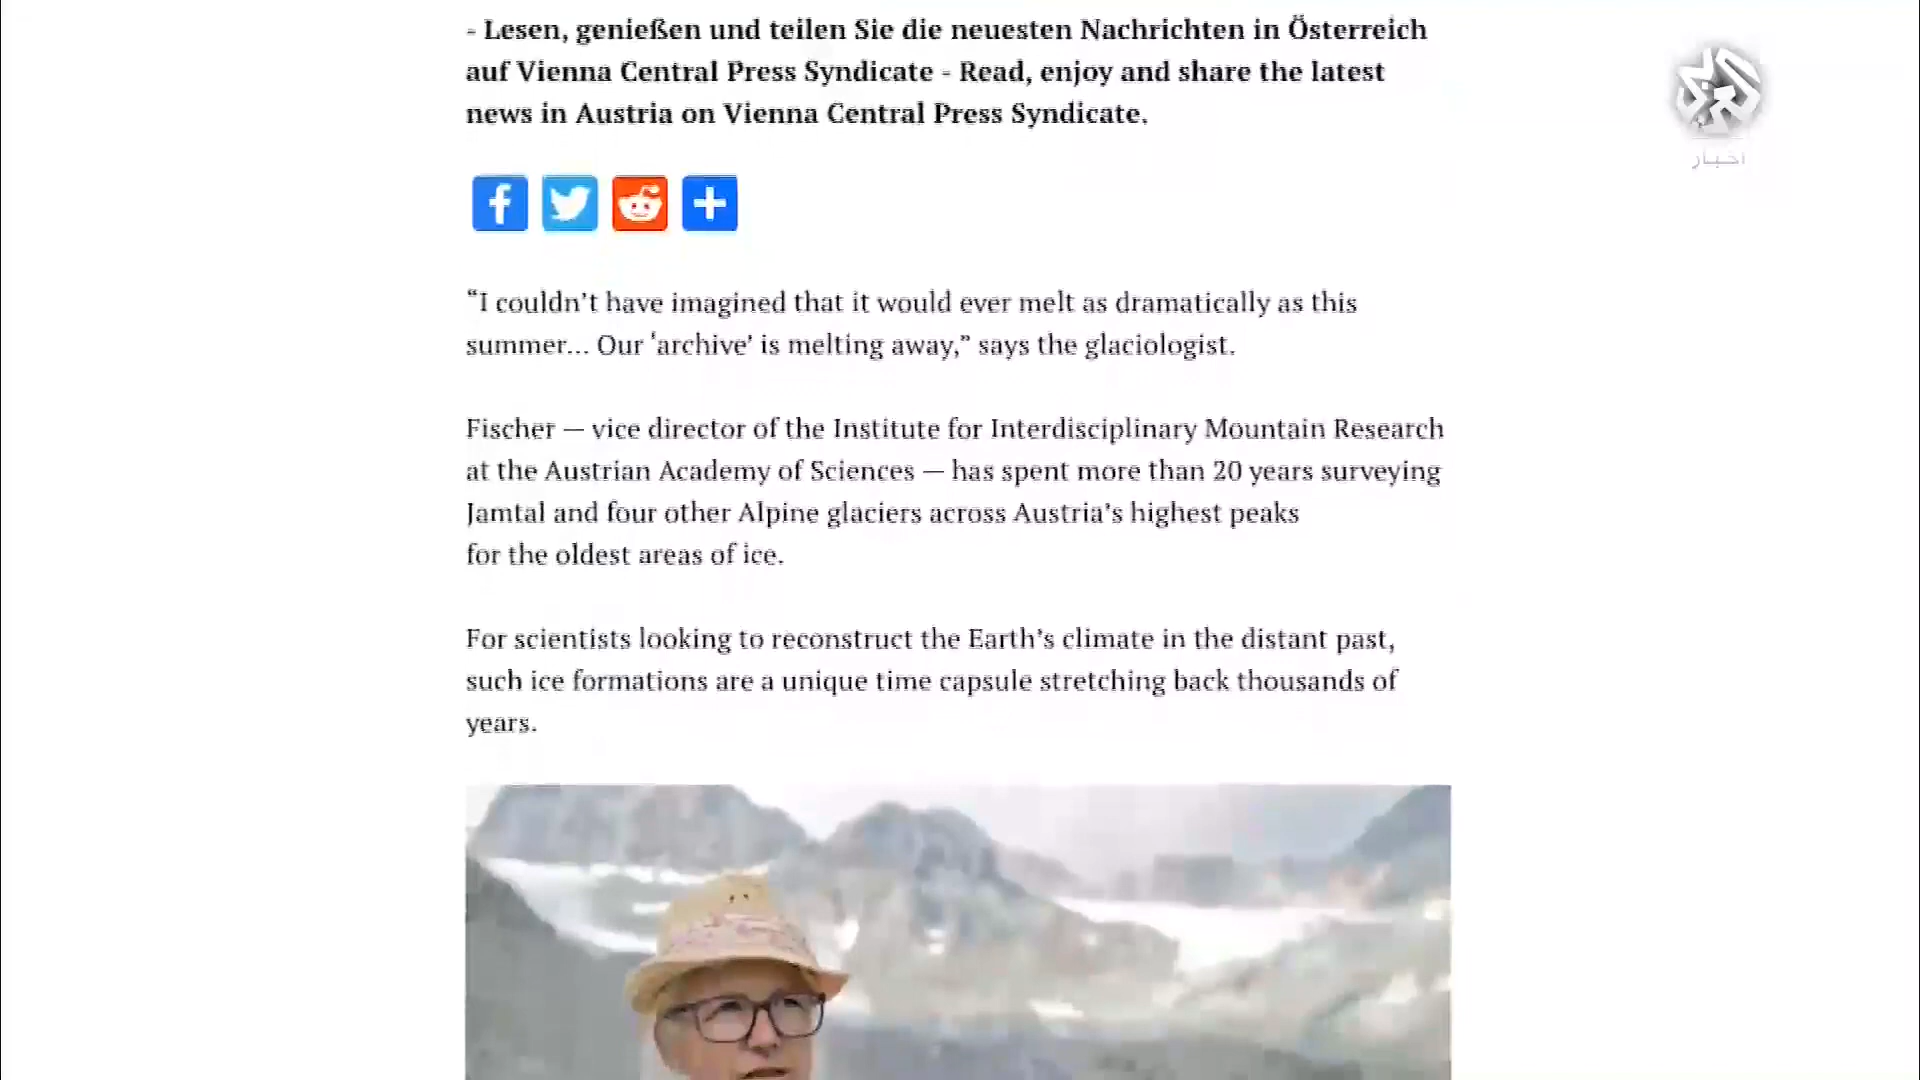 - Lesen, genießen und teilen Sie die neuesten Nachrichten in Österreich
auf Vienna Central Press Syndicate - Read, enjoy and share the latest
news in Austria on Vienna Central Press Syndicate.
العربي
أخبار
“I couldn’t have imagined that it would ever melt as dramatically as this
summer… Our ‘archive’ is melting away,” says the glaciologist.
Fischer — vice director of the Institute for Interdisciplinary Mountain Research
at the Austrian Academy of Sciences — has spent more than 20 years surveying
Jamtal and four other Alpine glaciers across Austria’s highest peaks
for the oldest areas of ice.
For scientists looking to reconstruct the Earth’s climate in the distant past,
such ice formations are a unique time capsule stretching back thousands of
years.